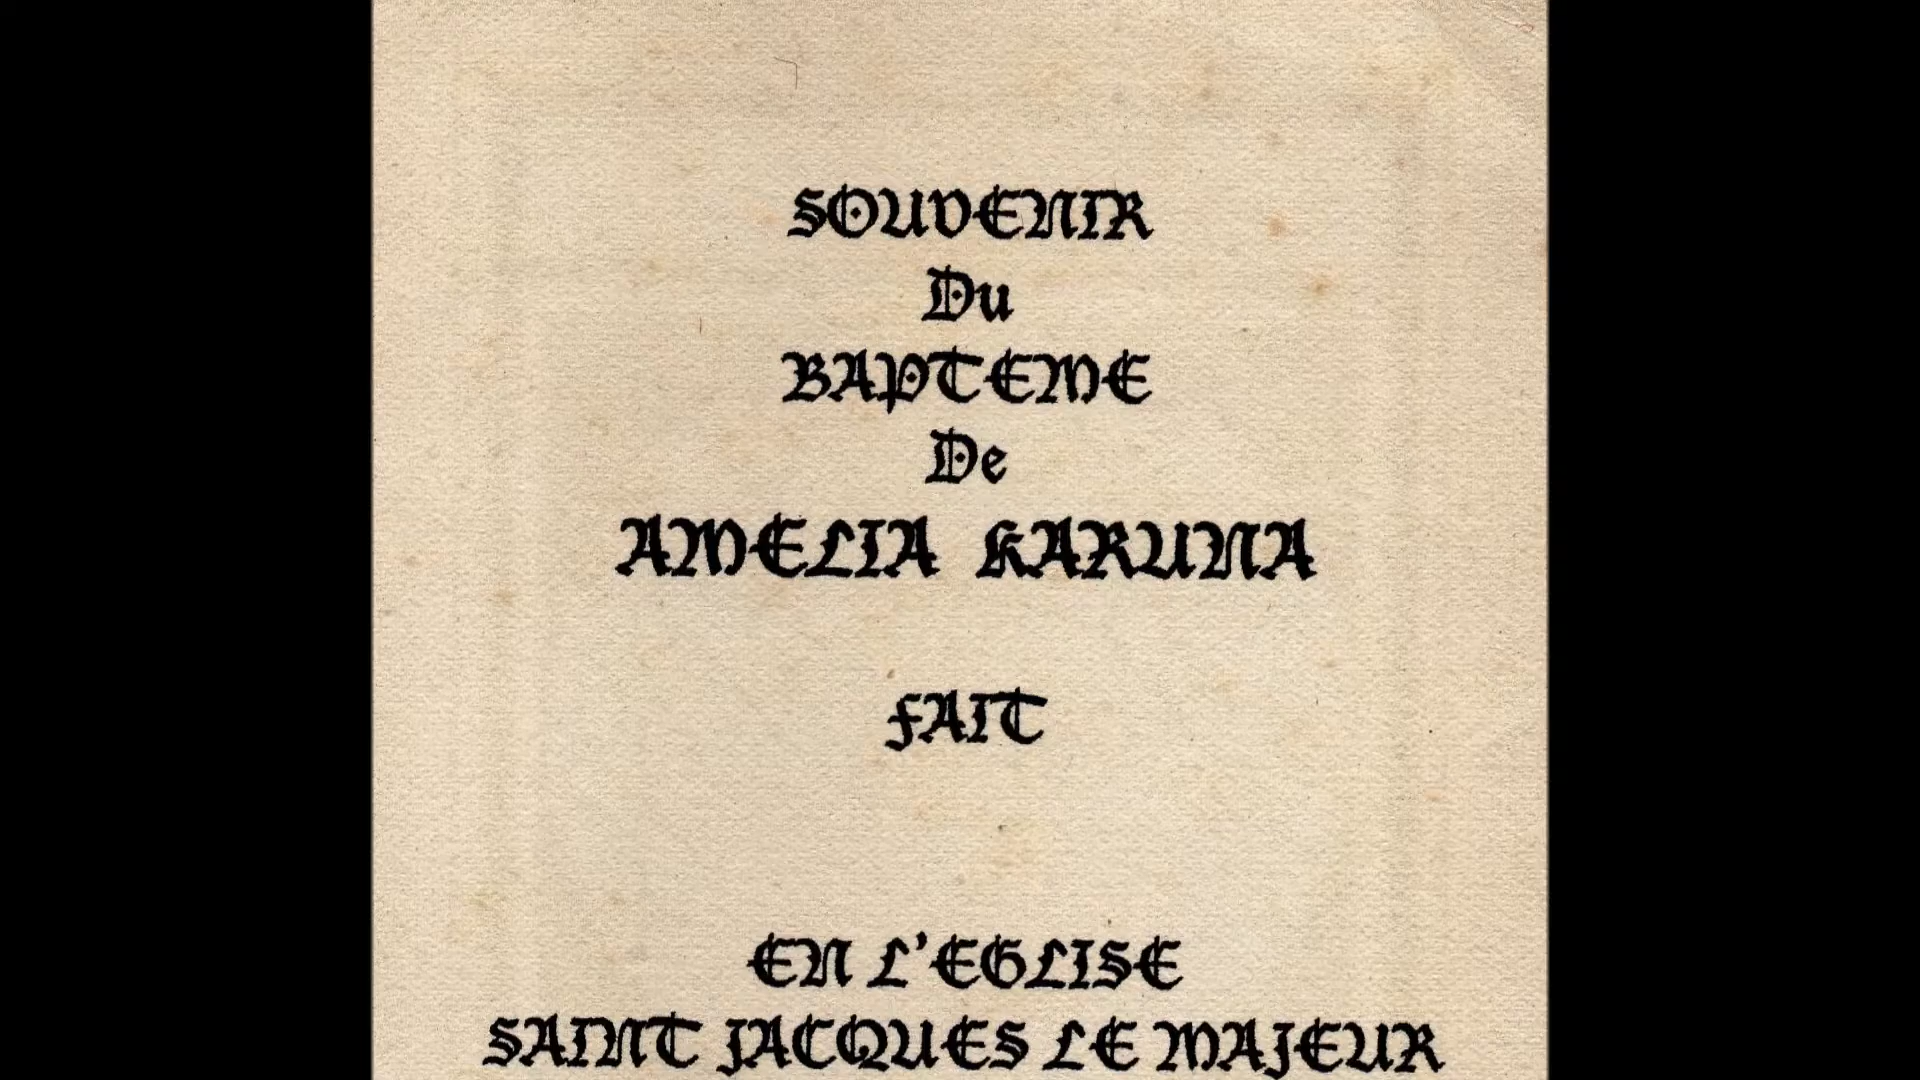 SOUVENIR
Du
BAPTEME
De
AMELIA KARUNA
FAIT
EN L'EGLISE
SAINT JACQUES LE MAJEUR